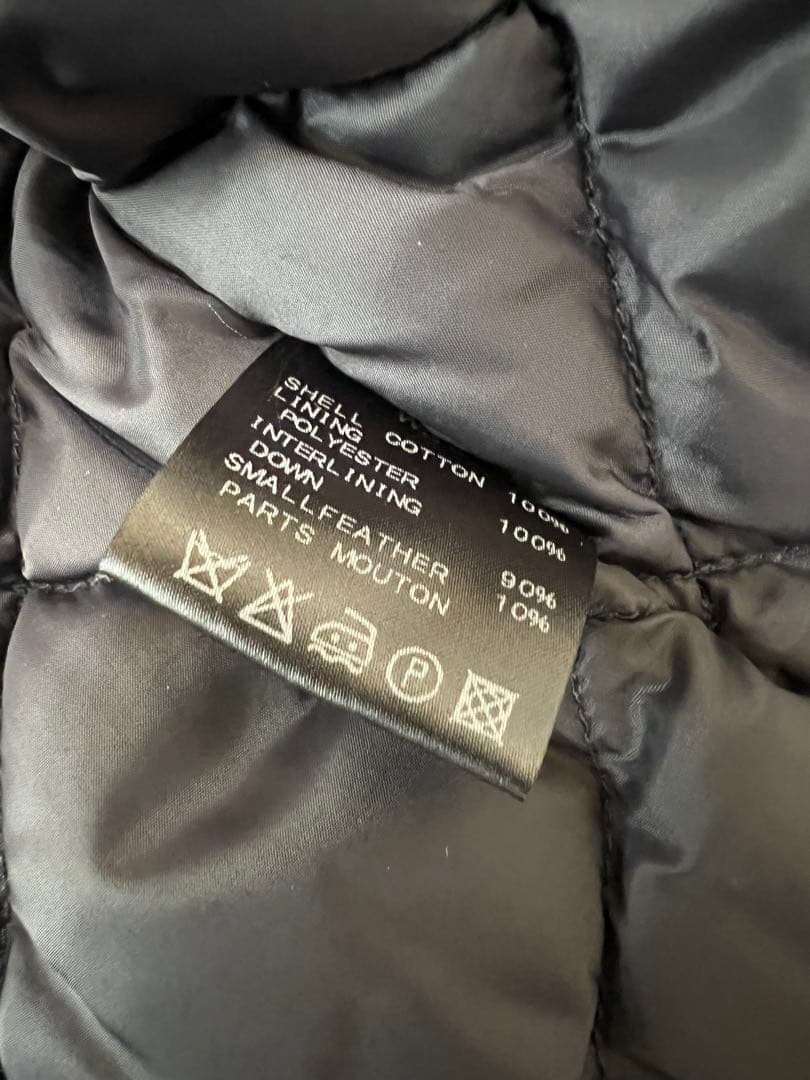 SHELL
COTTON 100%
LINING
POLYESTER 100%
INTERLINING
DOWN 90%
SMALLFEATHER 10%
PARTS MOUTON
P